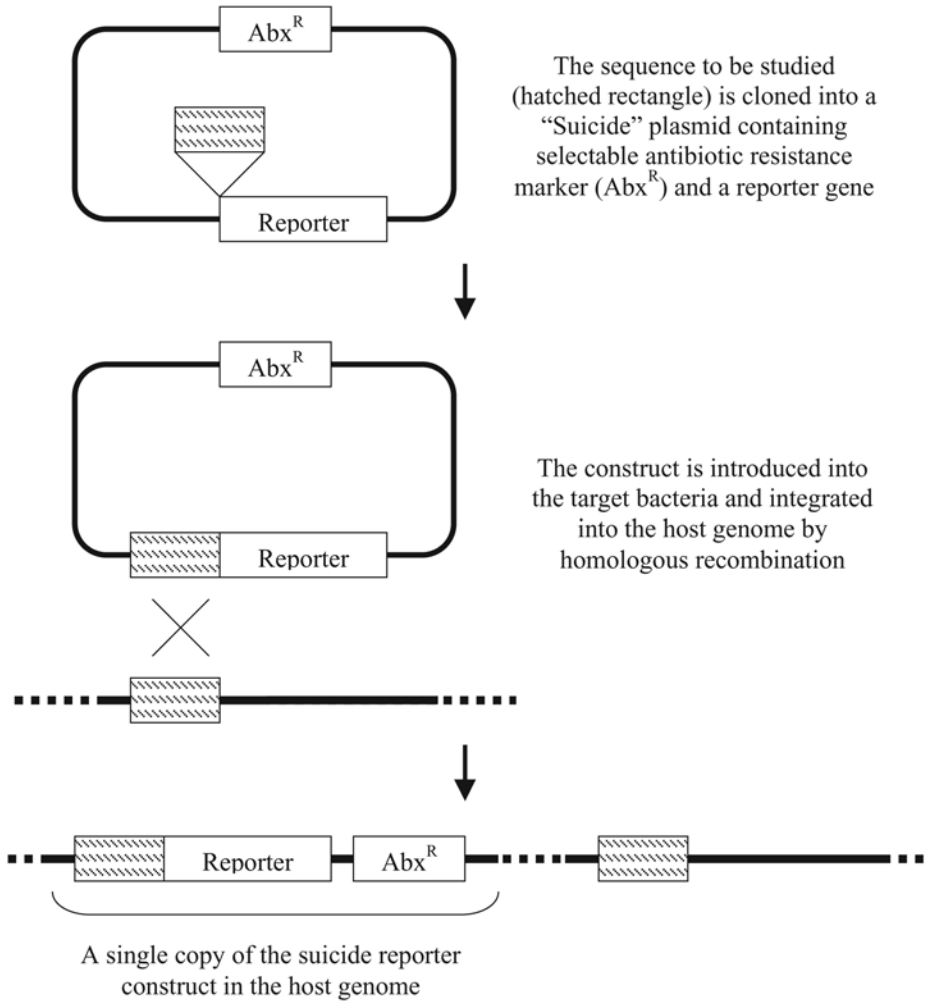 Abx^R
The sequence to be studied
(hatched rectangle) is cloned into a
“Suicide” plasmid containing
selectable antibiotic resistance
marker (Abx^R) and a reporter gene
Reporter
Abx^R
The construct is introduced into
the target bacteria and integrated
into the host genome by
homologous recombination
Reporter
Reporter
Abx^R
A single copy of the suicide reporter
construct in the host genome